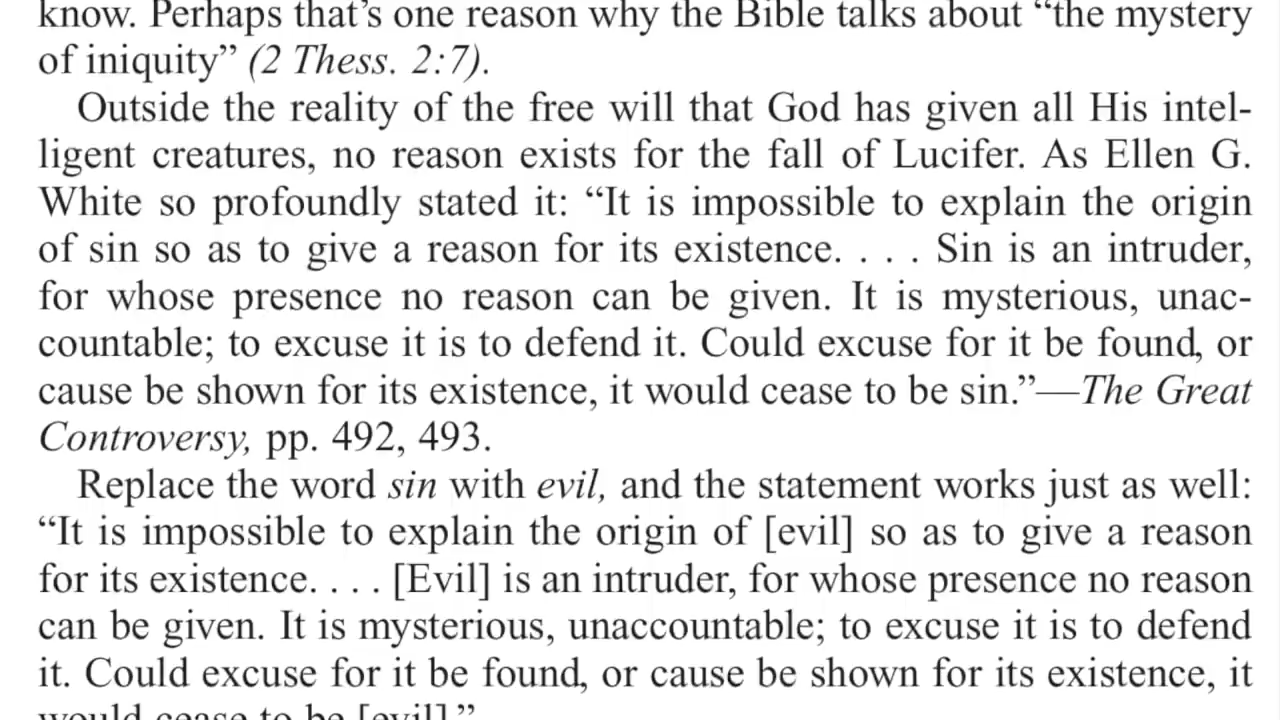 know. Perhaps that’s one reason why the Bible talks about “the mystery
of iniquity” (2 Thess. 2:7).
Outside the reality of the free will that God has given all His intel-
ligent creatures, no reason exists for the fall of Lucifer. As Ellen G.
White so profoundly stated it: “It is impossible to explain the origin
of sin so as to give a reason for its existence. . . . Sin is an intruder,
for whose presence no reason can be given. It is mysterious, unac-
countable; to excuse it is to defend it. Could excuse for it be found, or
cause be shown for its existence, it would cease to be sin.”—The Great
Controversy, pp. 492, 493.
Replace the word sin with evil, and the statement works just as well:
“It is impossible to explain the origin of [evil] so as to give a reason
for its existence. . . . [Evil] is an intruder, for whose presence no reason
can be given. It is mysterious, unaccountable; to excuse it is to defend
it. Could excuse for it be found, or cause be shown for its existence, it
would cease to be [evil].”